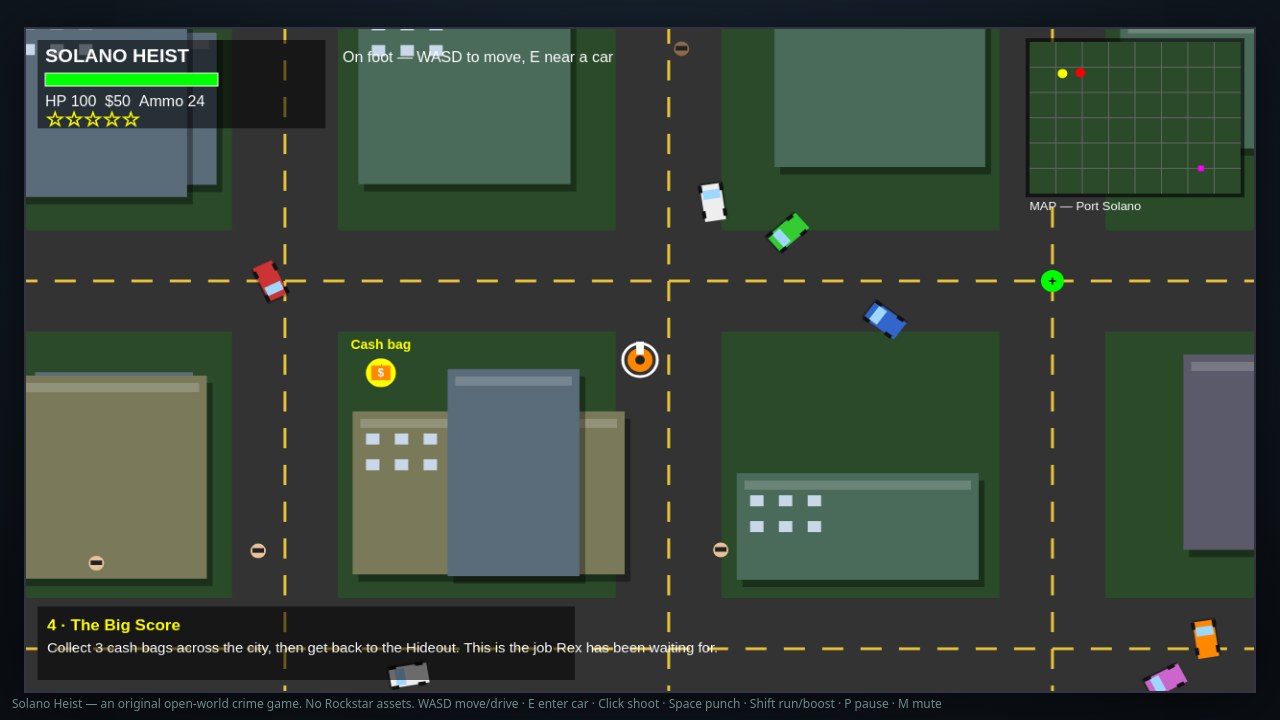 SOLANO HEIST
HP 100 $50 Ammo 24
On foot — WASD to move, E near a car
MAP — Port Solano
Cash bag
$
+
4 · The Big Score
Collect 3 cash bags across the city, then get back to the Hideout. This is the job Rex has been waiting for.
Solano Heist — an original open-world crime game. No Rockstar assets. WASD move/drive · E enter car · Click shoot · Space punch · Shift run/boost · P pause · M mute